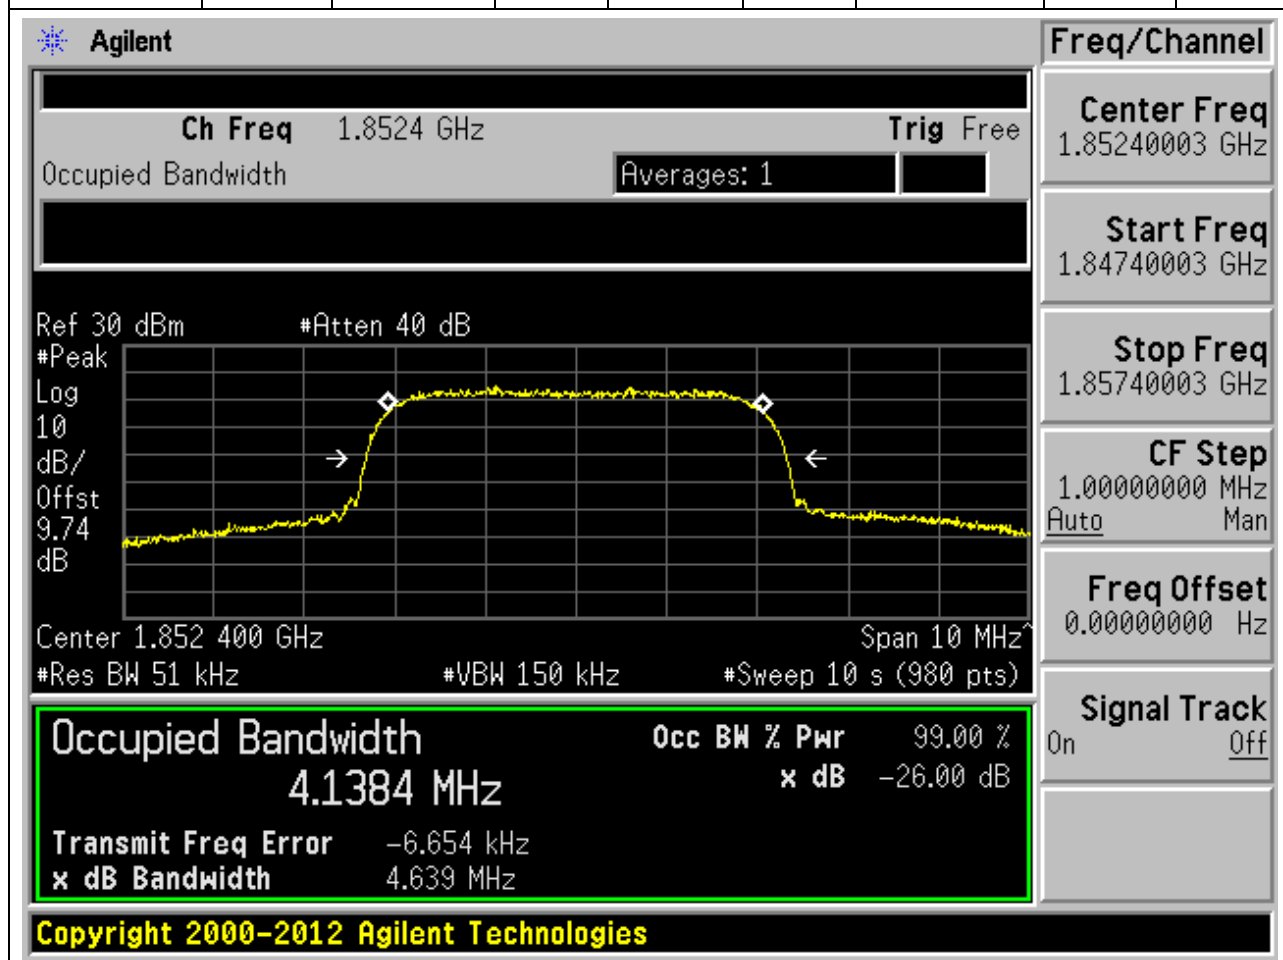 Agilent
Freq/Channel
Ch Freq 1.8524 GHz Trig Free
Occupied Bandwidth Averages: 1
Center Freq
1.85240003 GHz
Start Freq
1.84740003 GHz
Stop Freq
1.85740003 GHz
CF Step
1.00000000 MHz
Auto Man
Freq Offset
0.00000000 Hz
Signal Track
On Off
Ref 30 dBm #Atten 40 dB
#Peak
Log
10
dB/
Offst
9.74
dB
Center 1.852 400 GHz Span 10 MHz^
#Res BW 51 kHz #VBW 150 kHz #Sweep 10 s (980 pts)
Occupied Bandwidth Occ BW % Pwr 99.00 %
4.1384 MHz x dB -26.00 dB
Transmit Freq Error -6.654 kHz
x dB Bandwidth 4.639 MHz
Copyright 2000-2012 Agilent Technologies